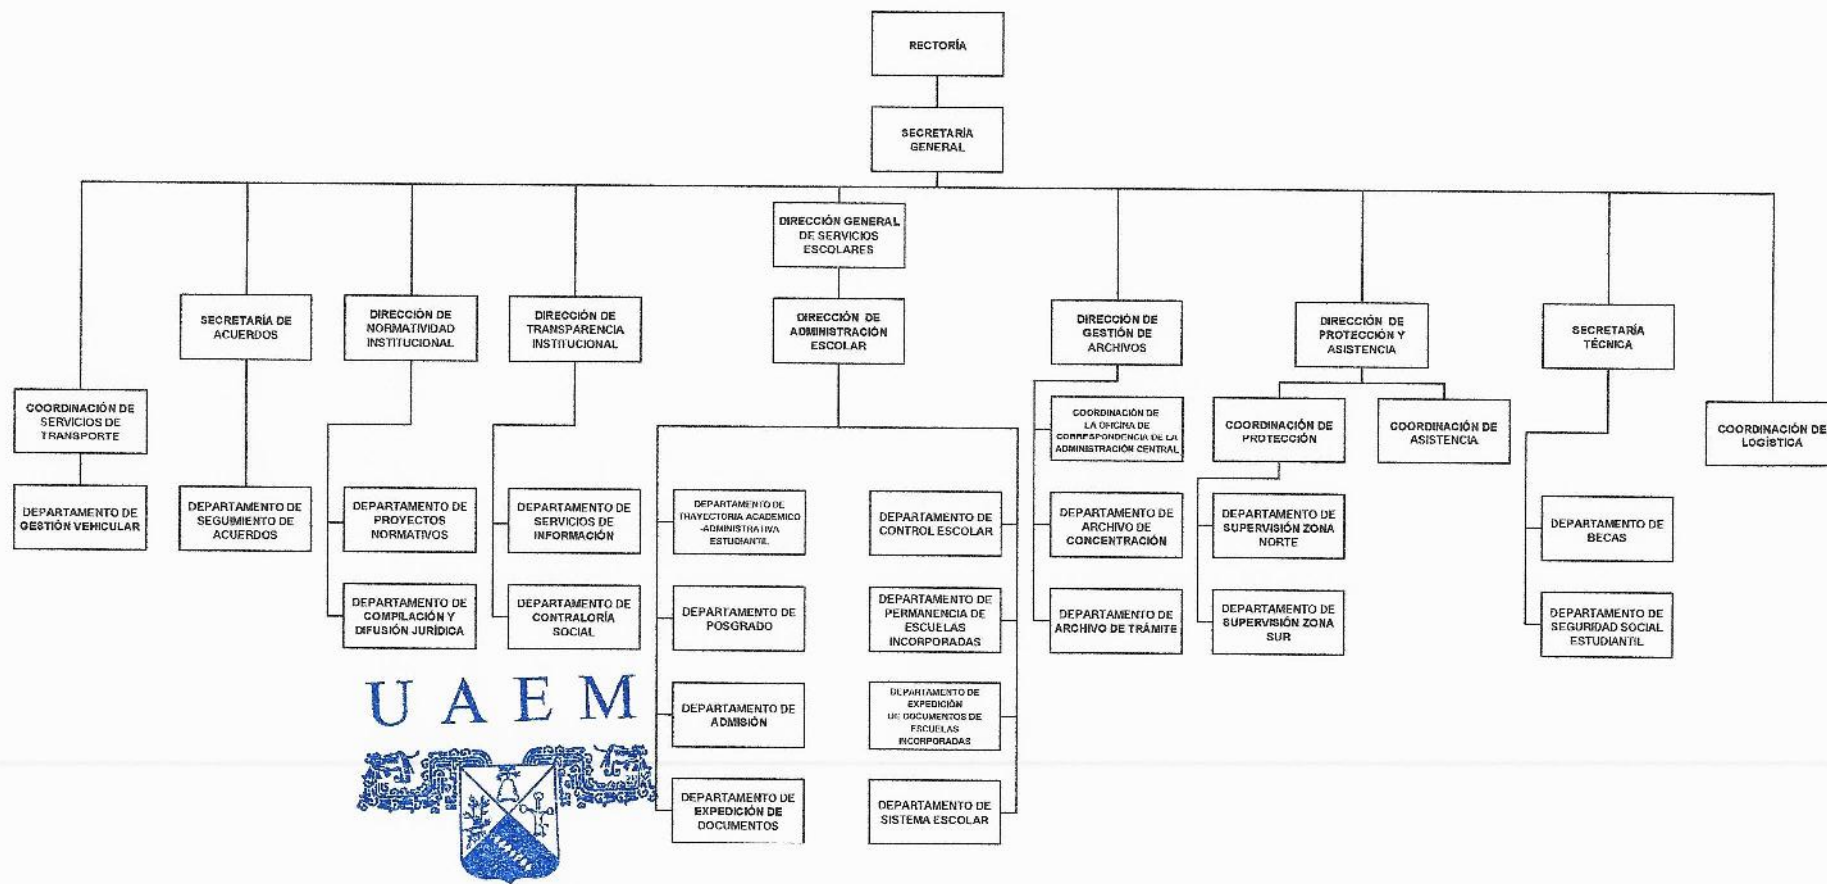 RECTORÍA
SECRETARÍA
GENERAL
DIRECCIÓN GENERAL
DE SERVICIOS
ESCOLARES
SECRETARÍA DE
ACUERDOS
DIRECCIÓN DE
NORMATIVIDAD
INSTITUCIONAL
DIRECCIÓN DE
TRANSPARENCIA
INSTITUCIONAL
DIRECCIÓN DE
ADMINISTRACIÓN
ESCOLAR
DIRECCIÓN DE
GESTIÓN DE
ARCHIVOS
DIRECCIÓN DE
PROTECCIÓN Y
ASISTENCIA
SECRETARÍA
TÉCNICA
COORDINACIÓN DE
SERVICIOS DE
TRANSPORTE
COORDINACIÓN DE
LA OFICINA DE
CORRESPONDENCIA DE LA
ADMINISTRACIÓN CENTRAL
COORDINACIÓN DE
PROTECCIÓN
COORDINACIÓN DE
ASISTENCIA
COORDINACIÓN DE
LOGÍSTICA
DEPARTAMENTO DE
GESTIÓN VEHICULAR
DEPARTAMENTO DE
SEGUIMIENTO DE
ACUERDOS
DEPARTAMENTO DE
PROYECTOS
NORMATIVOS
DEPARTAMENTO DE
SERVICIOS DE
INFORMACIÓN
DEPARTAMENTO DE
TRAYECTORIA ACADEMICO
-ADMINISTRATIVA
ESTUDIANTIL
DEPARTAMENTO DE
CONTROL ESCOLAR
DEPARTAMENTO DE
ARCHIVO DE
CONCENTRACIÓN
DEPARTAMENTO DE
SUPERVISIÓN ZONA
NORTE
DEPARTAMENTO DE
BECAS
DEPARTAMENTO DE
COMPILACIÓN Y
DIFUSIÓN JURÍDICA
DEPARTAMENTO DE
CONTRALORÍA
SOCIAL
DEPARTAMENTO DE
POSGRADO
DEPARTAMENTO DE
PERMANENCIA DE
ESCUELAS
INCORPORADAS
DEPARTAMENTO DE
ARCHIVO DE TRÁMITE
DEPARTAMENTO DE
SUPERVISIÓN ZONA
SUR
DEPARTAMENTO DE
SEGURIDAD SOCIAL
ESTUDIANTIL
UAEM
DEPARTAMENTO DE
ADMISIÓN
DEPARTAMENTO DE
EXPEDICIÓN
DE DOCUMENTOS DE
ESCUELAS
INCORPORADAS
DEPARTAMENTO DE
EXPEDICIÓN DE
DOCUMENTOS
DEPARTAMENTO DE
SISTEMA ESCOLAR